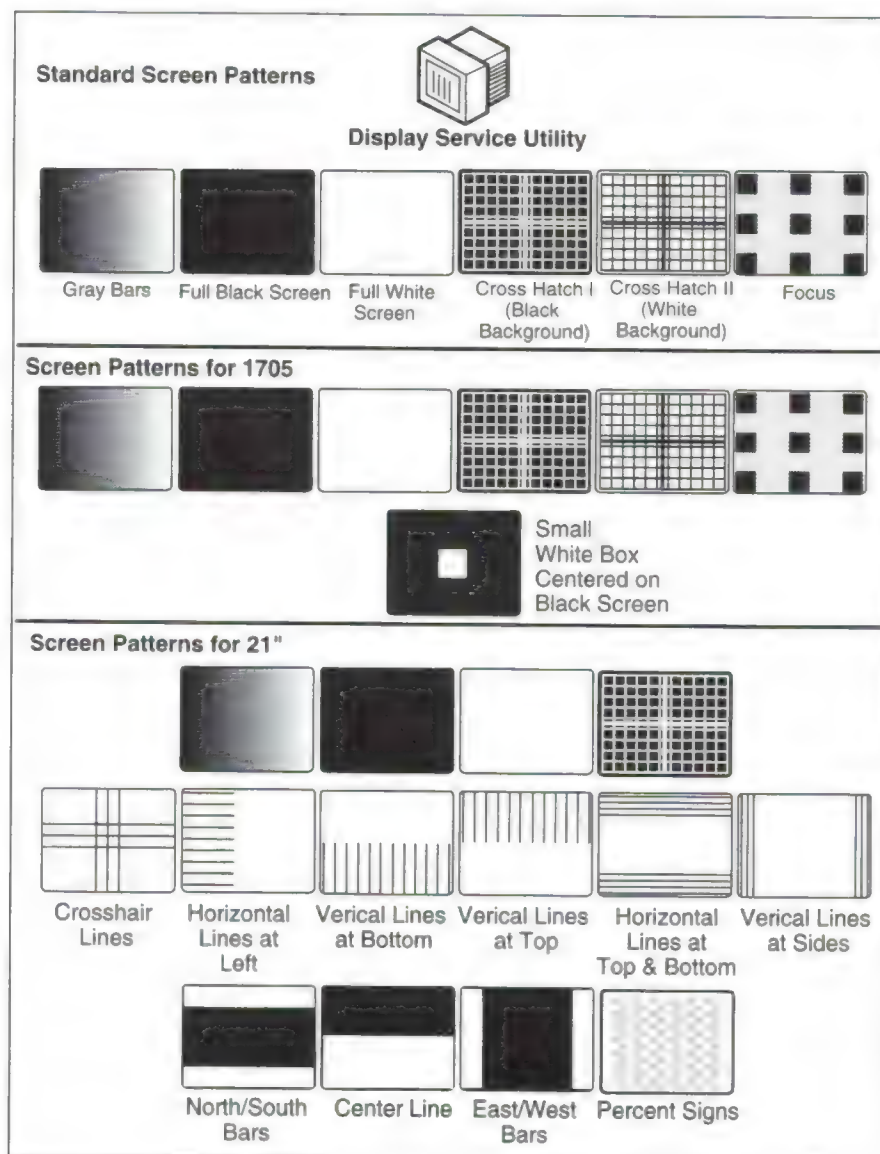 Standard Screen Patterns
Display Service Utility
Gray Bars
Full Black Screen
Full White
Screen
Cross Hatch I
(Black
Background)
Cross Hatch II
(White
Background)
Focus
Screen Patterns for 1705
Small
White Box
Centered on
Black Screen
Screen Patterns for 21"
Crosshair
Lines
Horizontal
Lines at
Left
Verical Lines
at Bottom
Verical Lines
at Top
Horizontal
Lines at
Top & Bottom
Verical Lines
at Sides
North/South
Bars
Center Line
East/West
Bars
Percent Signs